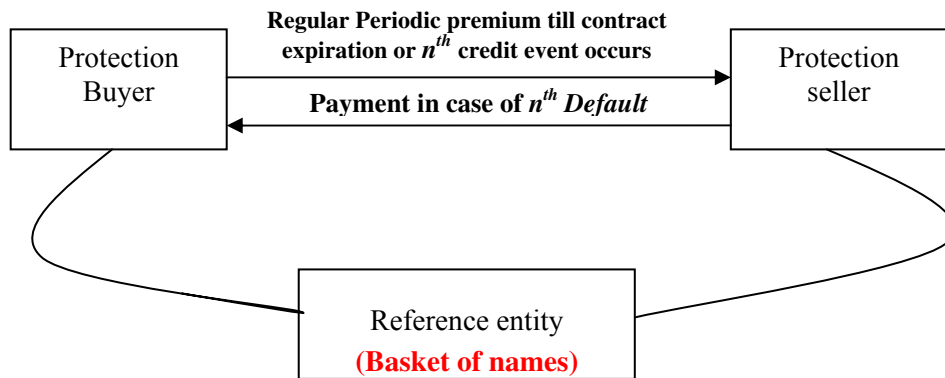 Regular Periodic premium till contract
expiration or nth credit event occurs
Protection
Buyer
Protection
seller
Payment in case of nth Default
Reference entity
(Basket of names)